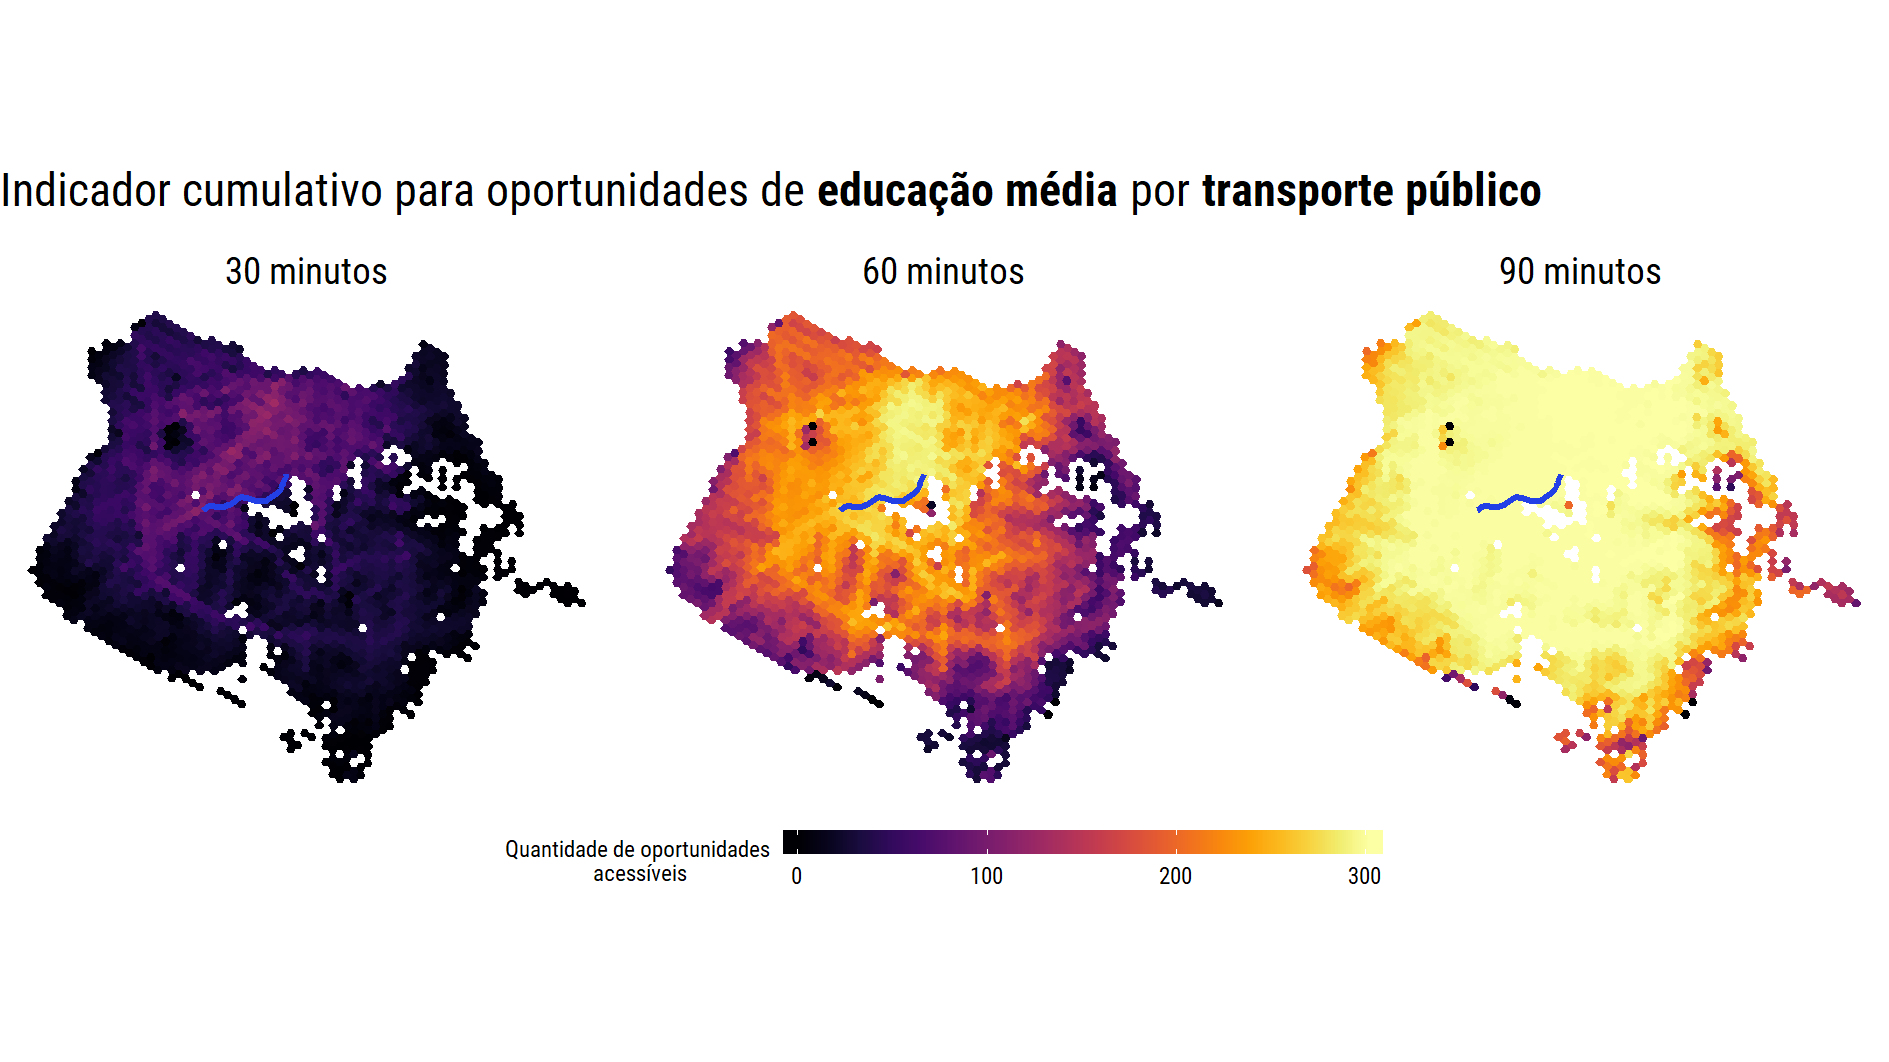 Indicador cumulativo para oportunidades de educação média por transporte público
30 minutos
60 minutos
90 minutos
Quantidade de oportunidades
acessíveis
0
100
200
300